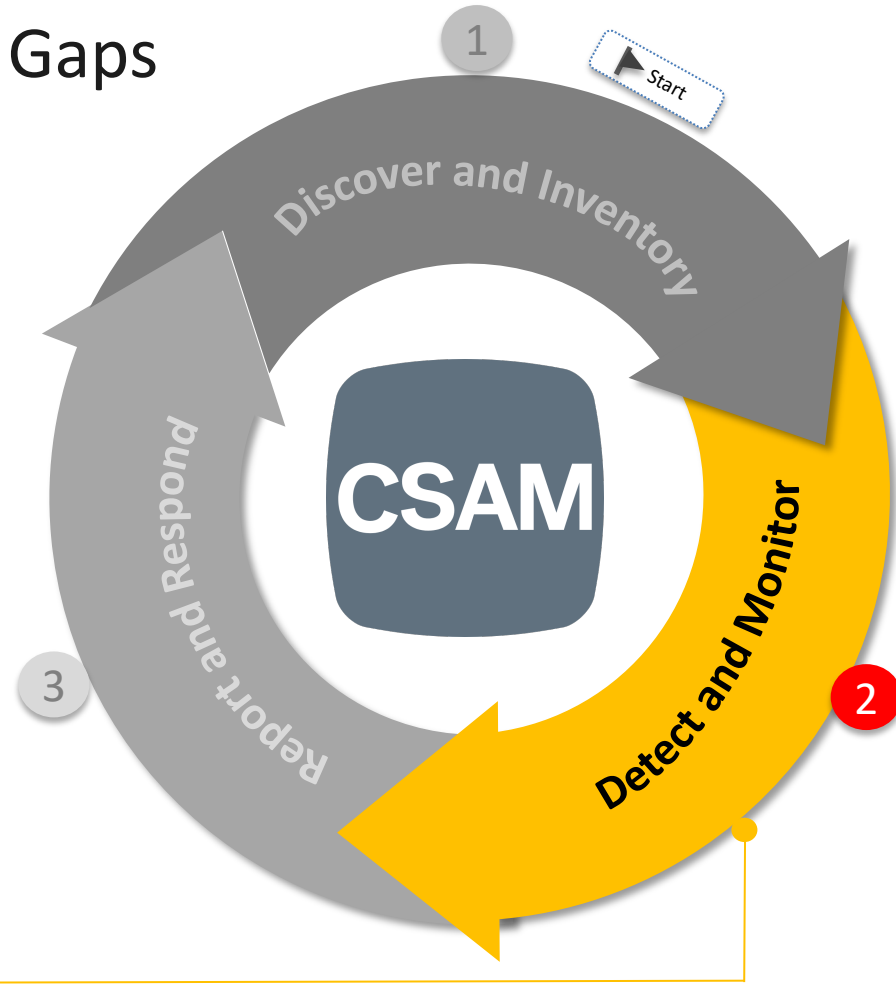 Gaps
1
Start
Discover and Inventory
CSAM
Detect and Monitor
2
Report and Respond
3